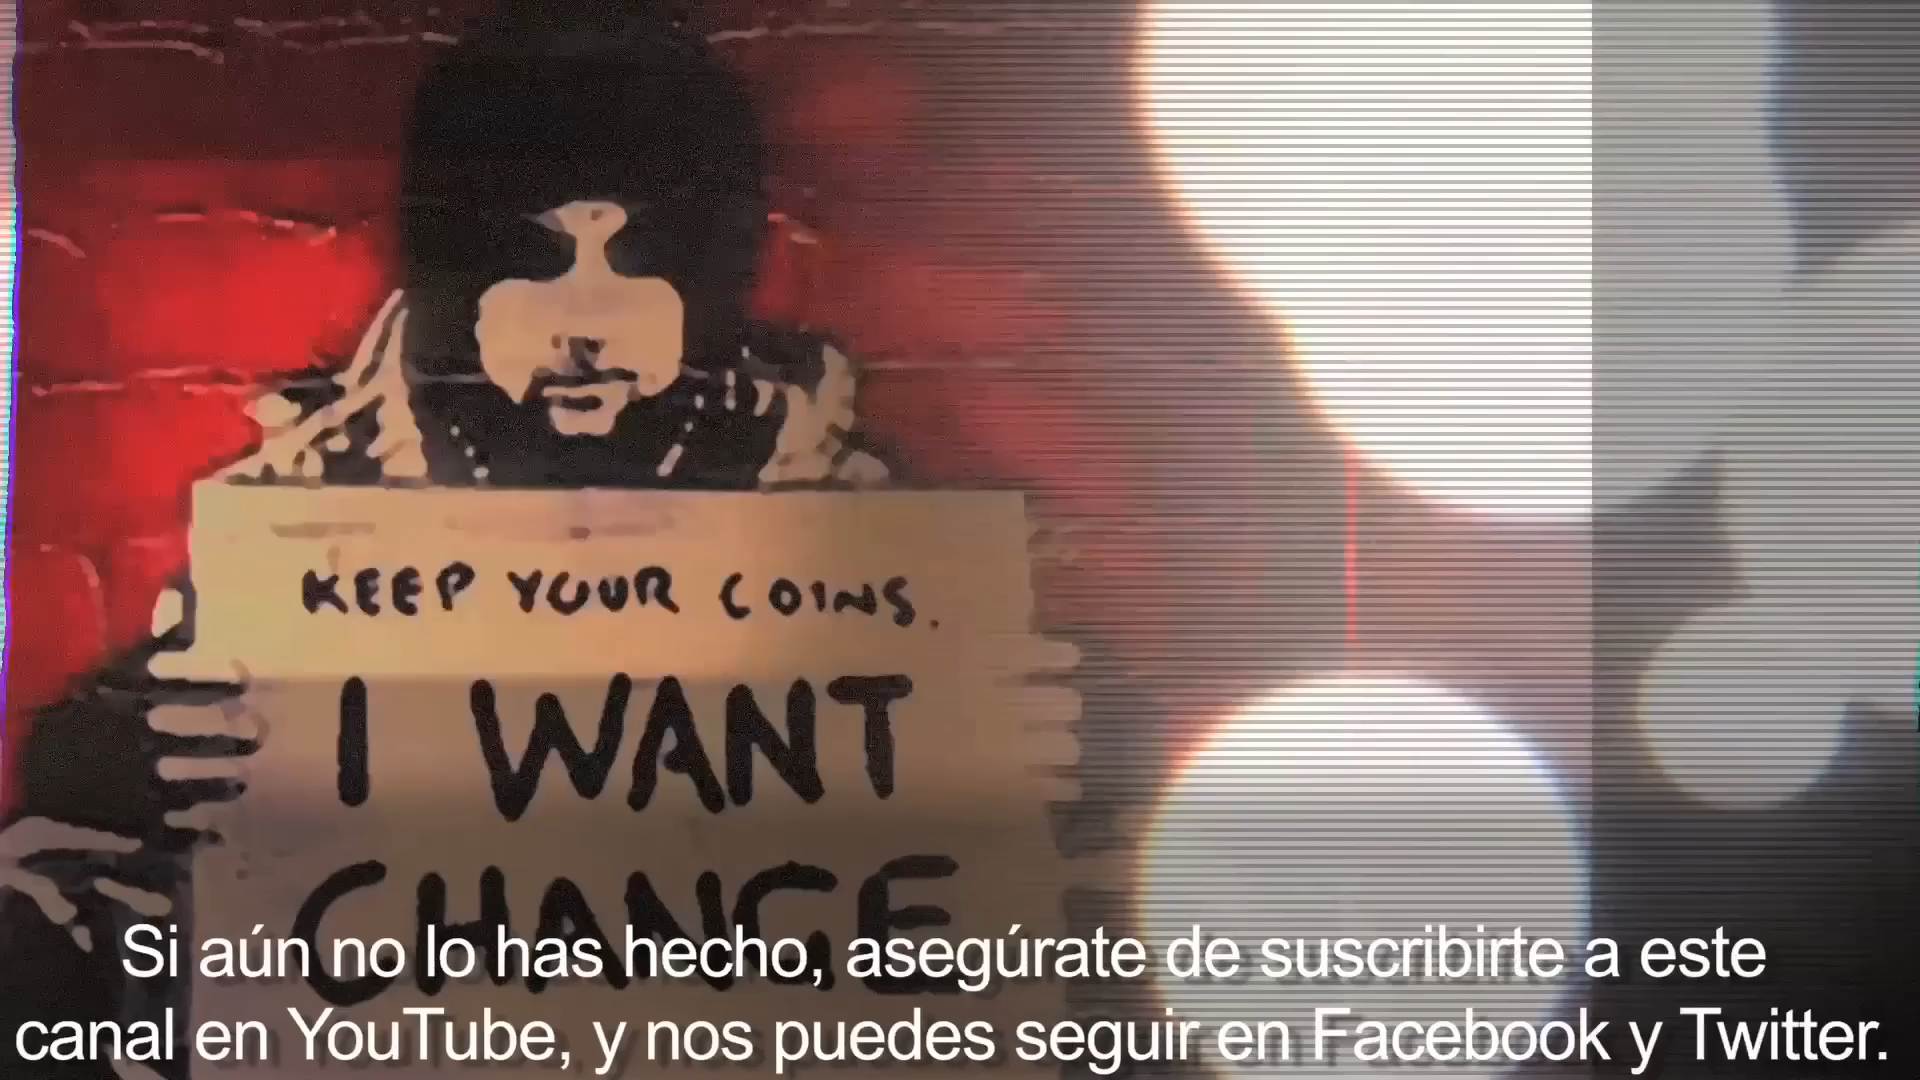 KEEP YOUR COINS.
I WANT
CHANGE
Si aún no lo has hecho, asegúrate de suscribirte a este
canal en YouTube, y nos puedes seguir en Facebook y Twitter.